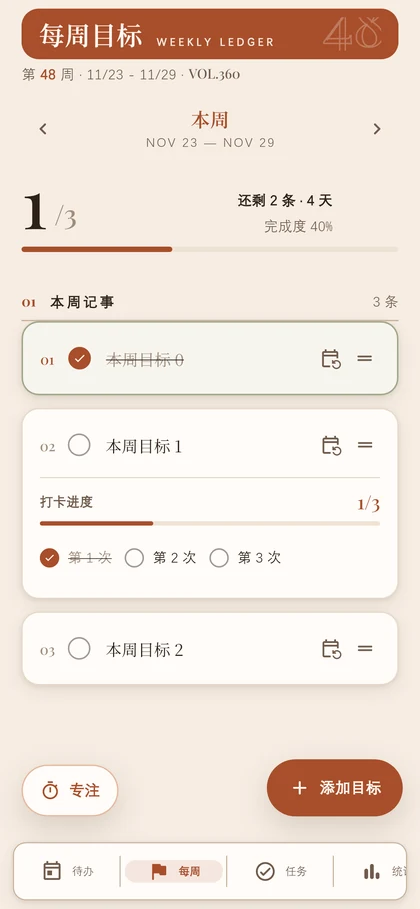 每周目标 WEEKLY LEDGER 48
第 48 周 · 11/23 - 11/29 · VOL.360
本周
NOV 23 — NOV 29
1/3
还剩 2 条 · 4 天
完成度 40%
01 本周记事 3 条
01 本周目标 0
02 本周目标 1
打卡进度 1/3
第 1 次 第 2 次 第 3 次
03 本周目标 2
专注
+ 添加目标
待办 每周 任务 统